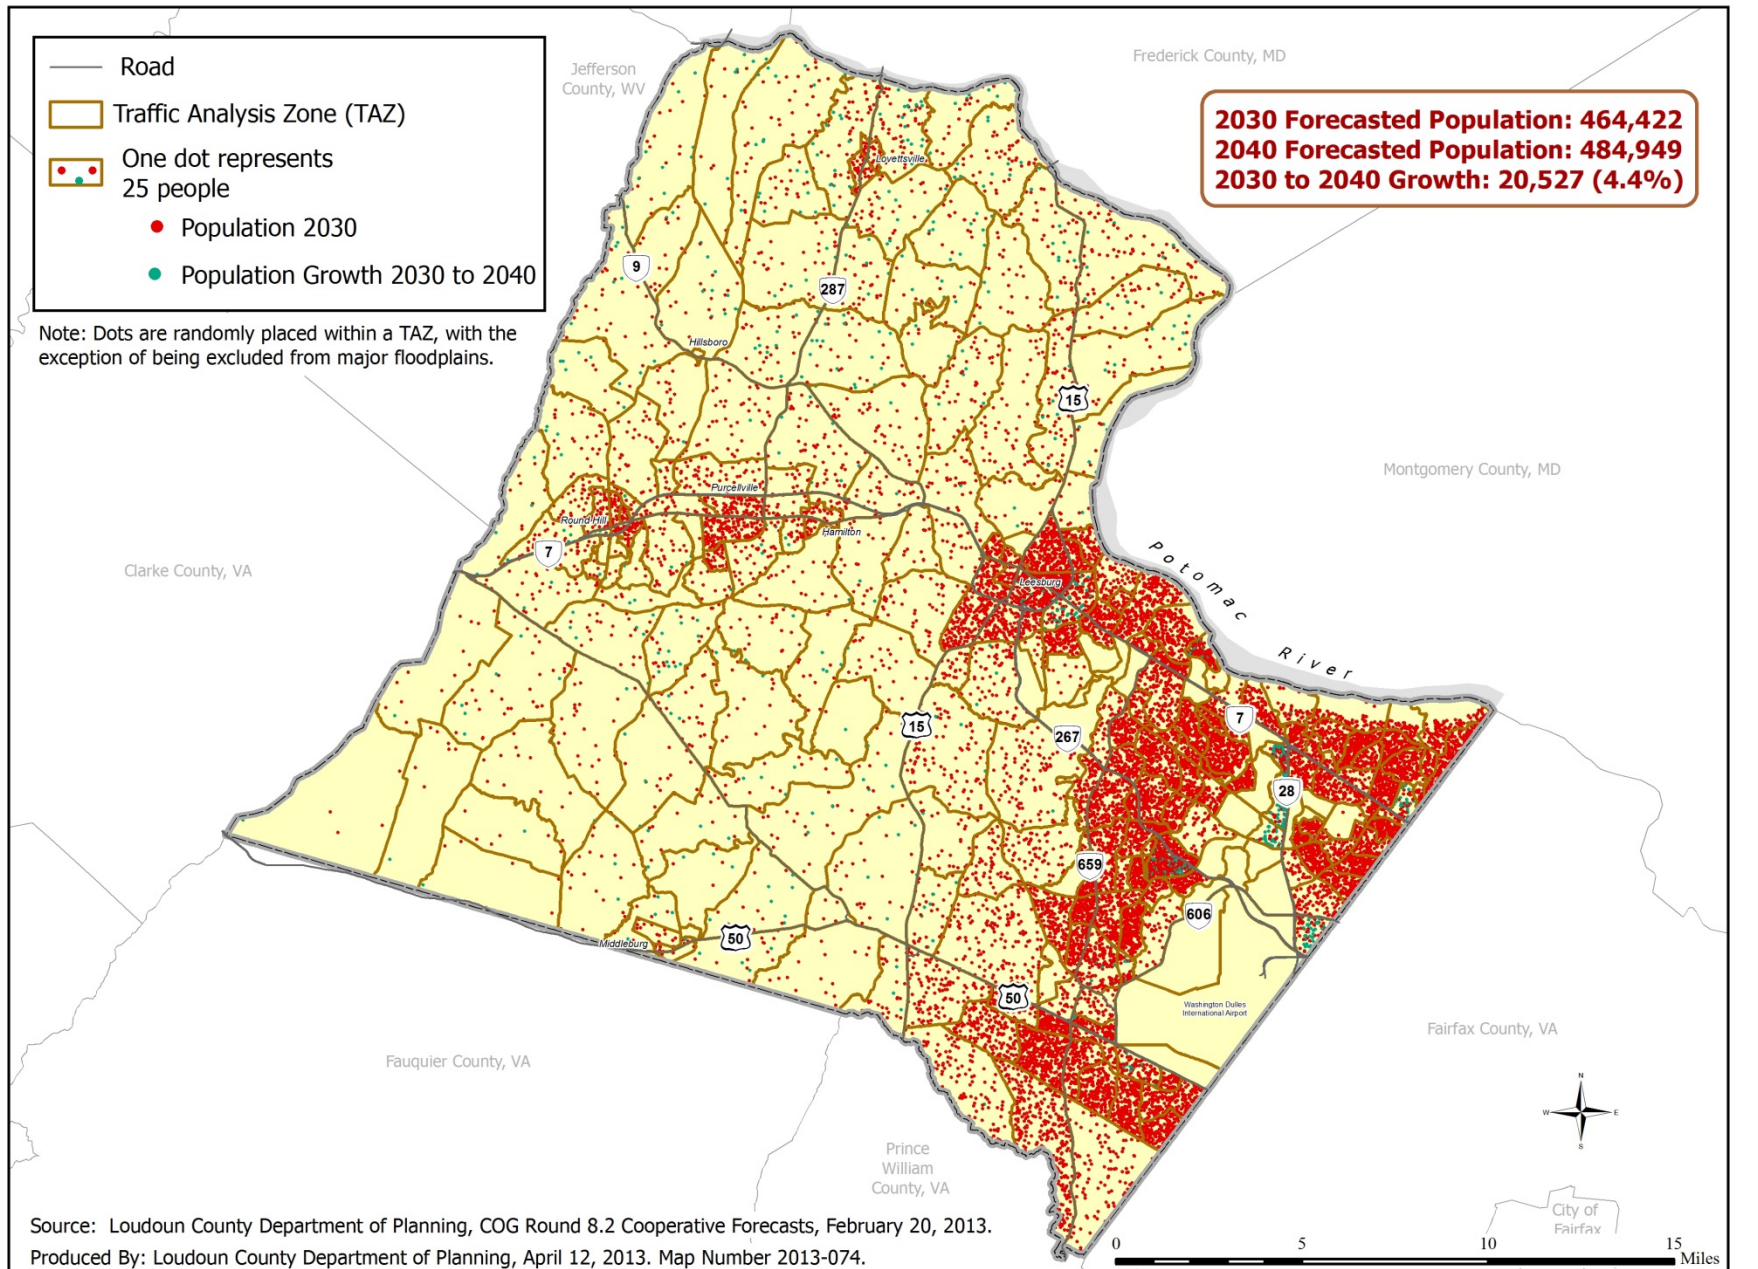 Road
Traffic Analysis Zone (TAZ)
One dot represents
25 people
Population 2030
Population Growth 2030 to 2040
Note: Dots are randomly placed within a TAZ, with the
exception of being excluded from major floodplains.
2030 Forecasted Population: 464,422
2040 Forecasted Population: 484,949
2030 to 2040 Growth: 20,527 (4.4%)
Jefferson
County, WV
Frederick County, MD
Lovettsville
9
287
Hillsboro
15
Montgomery County, MD
Purcellville
Round Hill
Hamilton
7
Clarke County, VA
Leesburg
Potomac
River
15
267
7
28
659
606
Middleburg
50
50
Washington Dulles
International Airport
Fairfax County, VA
Fauquier County, VA
N
W
E
S
Prince
William
County, VA
City of
Fairfax
Source: Loudoun County Department of Planning, COG Round 8.2 Cooperative Forecasts, February 20, 2013.
Produced By: Loudoun County Department of Planning, April 12, 2013. Map Number 2013-074.
0 5 10 15
Miles